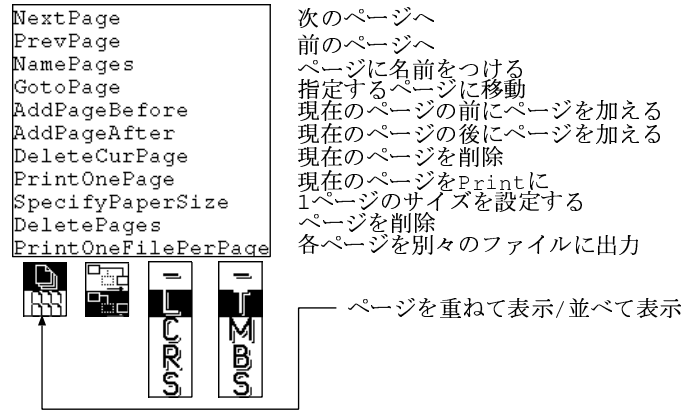 NextPage 次のページへ
PrevPage 前のページへ
NamePages ページに名前をつける
GotoPage 指定するページに移動
AddPageBefore 現在のページの前にページを加える
AddPageAfter 現在のページの後にページを加える
DeleteCurPage 現在のページを削除
PrintOnePage 現在のページをPrintに
SpecifyPaperSize 1ページのサイズを設定する
DeletePages ページを削除
PrintOneFilePerPage 各ページを別々のファイルに出力
— —
L T
ページを重ねて表示/並べて表示
C M
R B
S S